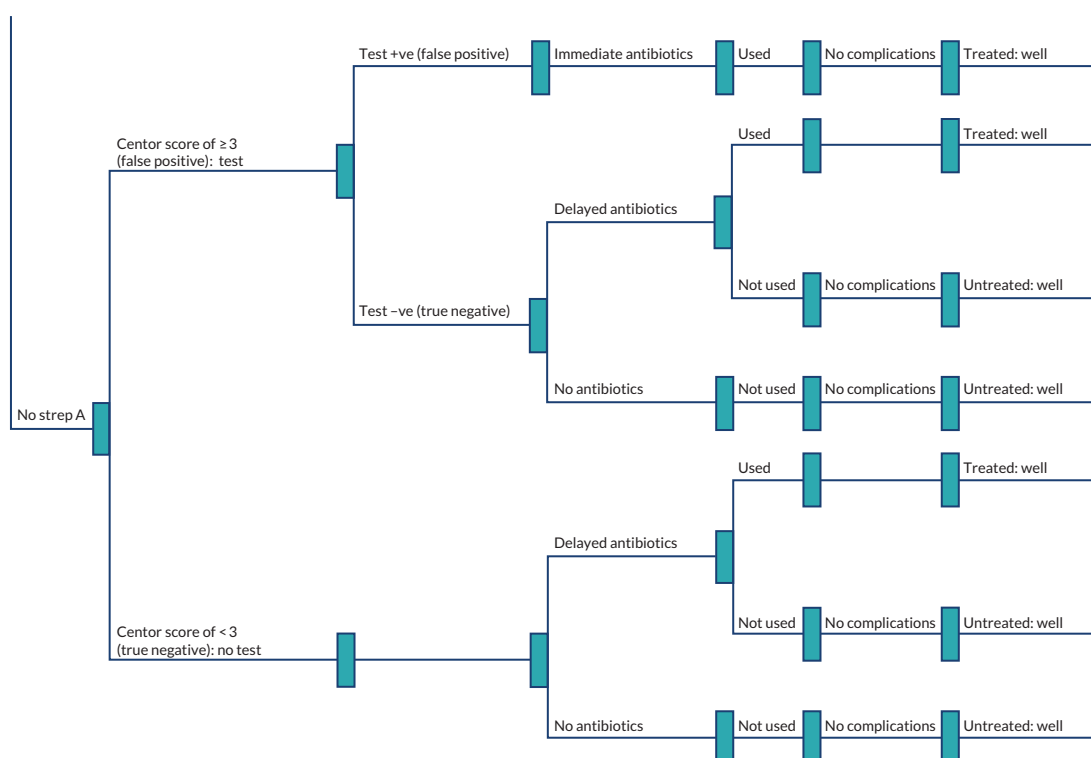 Test +ve (false positive)
Immediate antibiotics
Used
No complications
Treated: well
Centor score of ≥ 3
(false positive): test
Used
Treated: well
Delayed antibiotics
Not used
No complications
Untreated: well
Test –ve (true negative)
No antibiotics
Not used
No complications
Untreated: well
No strep A
Used
Treated: well
Delayed antibiotics
Not used
No complications
Untreated: well
Centor score of < 3
(true negative): no test
No antibiotics
Not used
No complications
Untreated: well